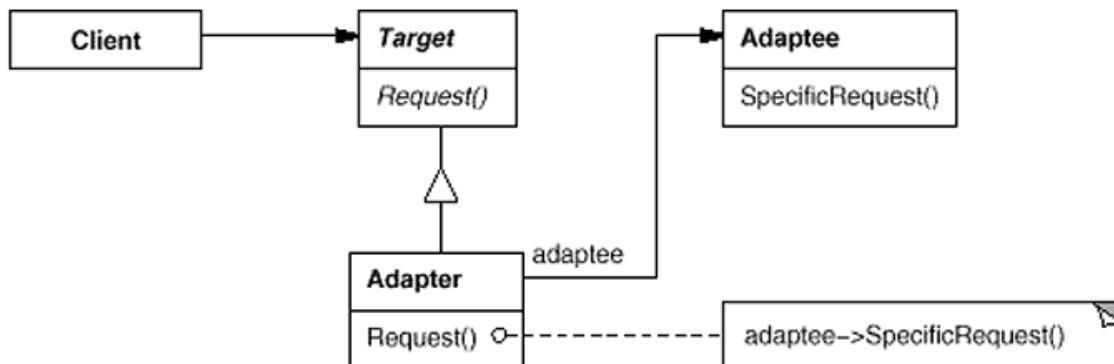 Client
Target
Request()
Adaptee
SpecificRequest()
adaptee
Adapter
Request()
adaptee->SpecificRequest()